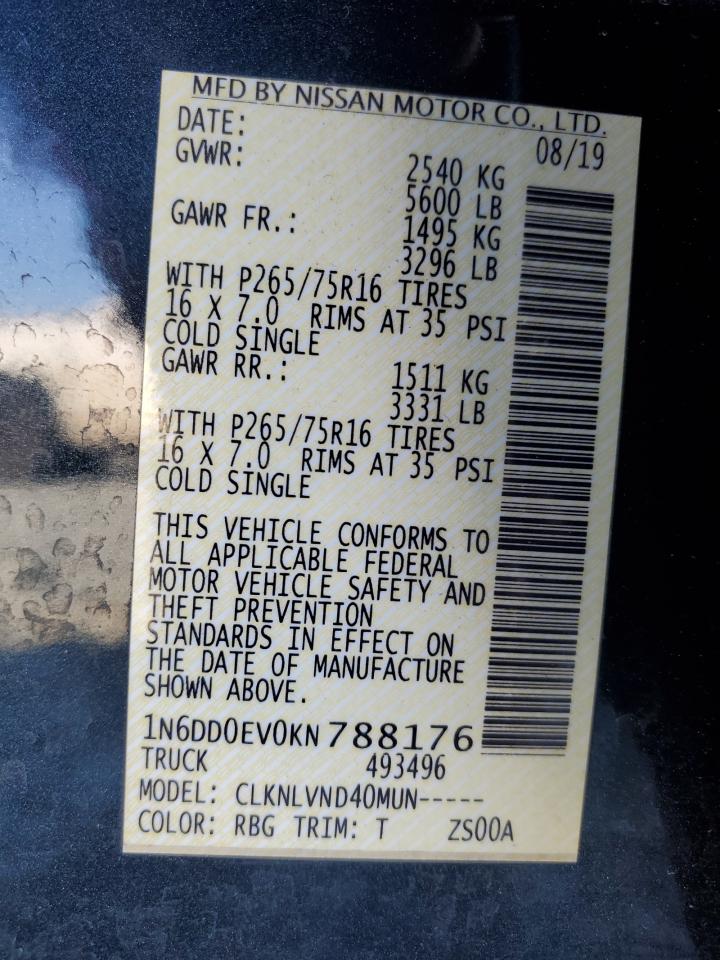 MFD BY NISSAN MOTOR CO., LTD.
DATE: 08/19
GVWR: 2540 KG
5600 LB
GAWR FR.: 1495 KG
3296 LB
WITH P265/75R16 TIRES
16 X 7.0 RIMS AT 35 PSI
COLD SINGLE
GAWR RR.: 1511 KG
3331 LB
WITH P265/75R16 TIRES
16 X 7.0 RIMS AT 35 PSI
COLD SINGLE
THIS VEHICLE CONFORMS TO
ALL APPLICABLE FEDERAL
MOTOR VEHICLE SAFETY AND
THEFT PREVENTION
STANDARDS IN EFFECT ON
THE DATE OF MANUFACTURE
SHOWN ABOVE.
1N6DD0EV0KN788176
TRUCK 493496
MODEL: CLKNLVND40MUN-----
COLOR: RBG TRIM: T ZS00A